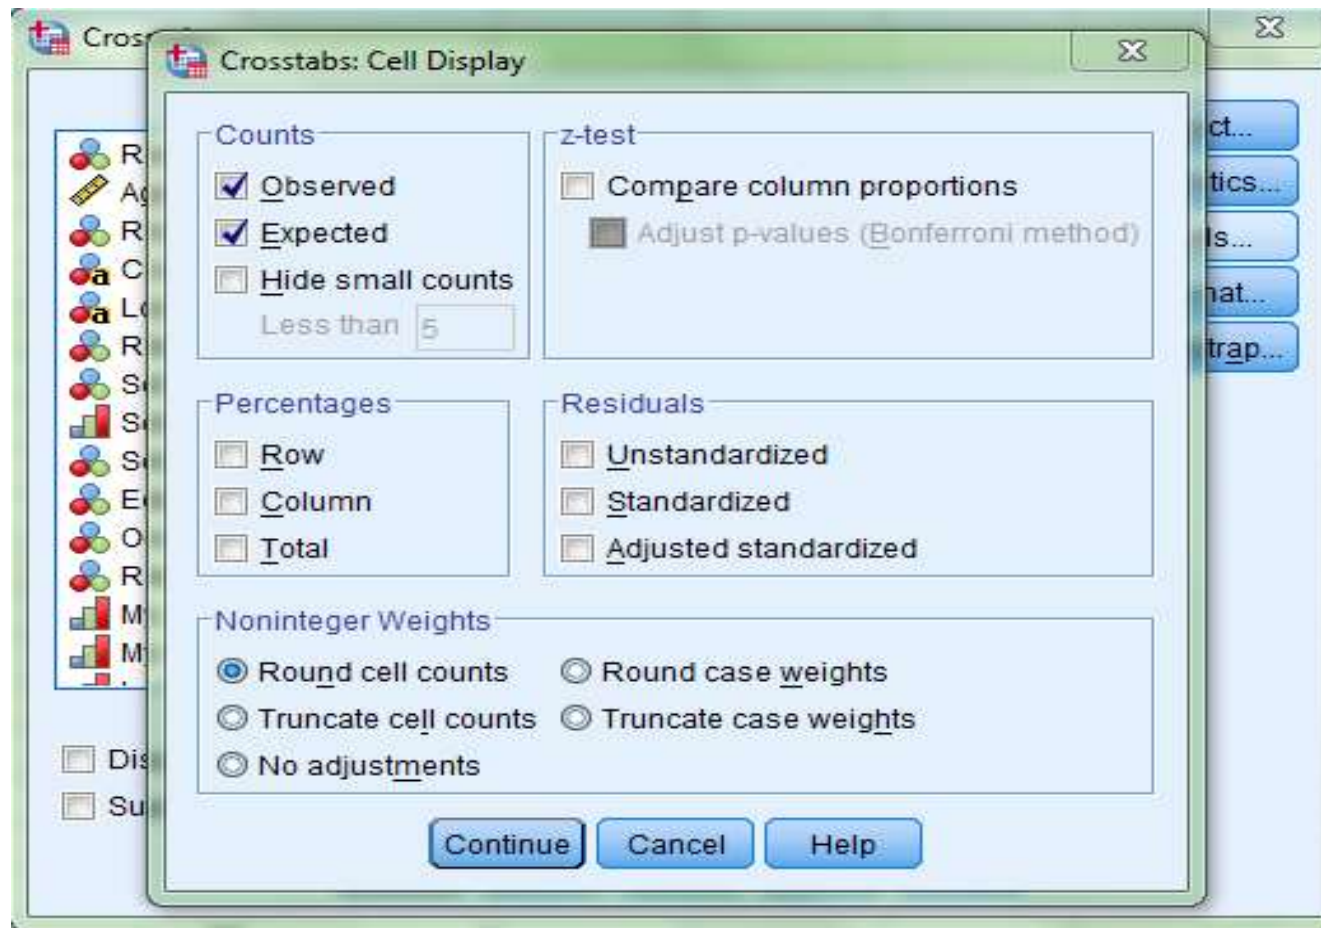 Crosstabs: Cell Display
Counts
Observed
Expected
Hide small counts
Less than 5
z-test
Compare column proportions
Adjust p-values (Bonferroni method)
Percentages
Row
Column
Total
Residuals
Unstandardized
Standardized
Adjusted standardized
Noninteger Weights
Round cell counts
Round case weights
Truncate cell counts
Truncate case weights
No adjustments
Continue
Cancel
Help